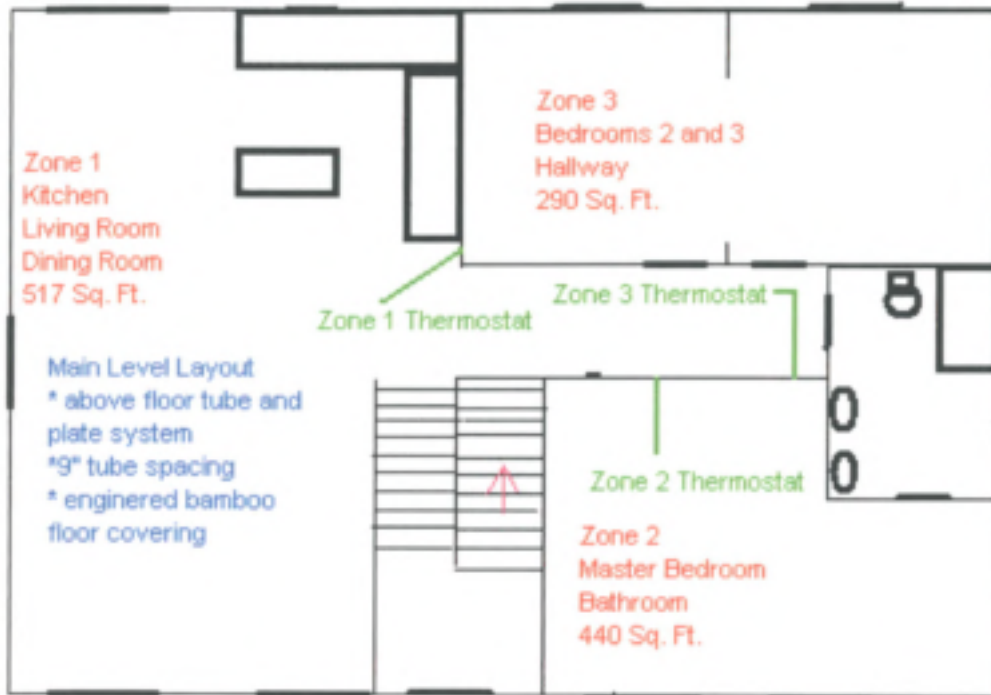 Zone 3
Bedrooms 2 and 3
Hallway
290 Sq. Ft.
Zone 1
Kitchen
Living Room
Dining Room
517 Sq. Ft.
Zone 3 Thermostat
Zone 1 Thermostat
Main Level Layout
* above floor tube and
plate system
*9" tube spacing
* enginered bamboo
floor covering
Zone 2 Thermostat
Zone 2
Master Bedroom
Bathroom
440 Sq. Ft.